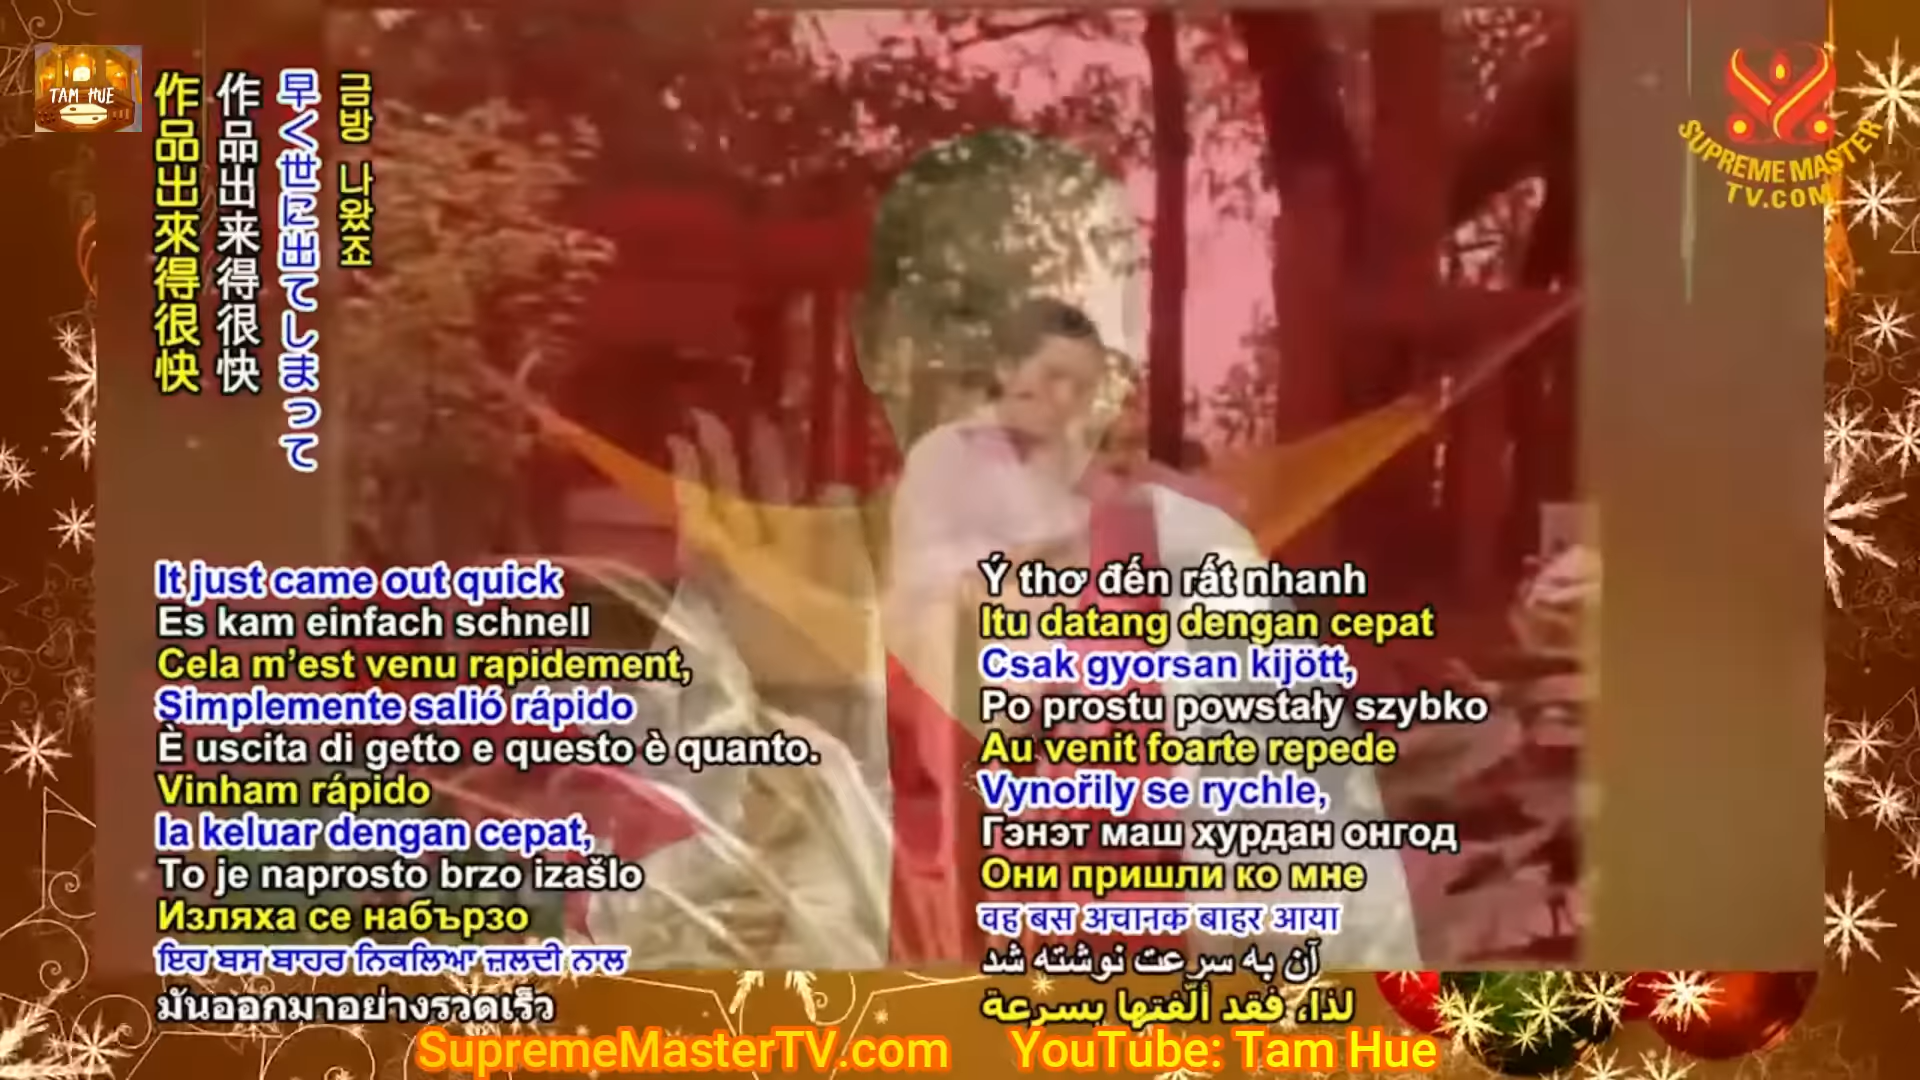 TAM HUE
作品出來得很快
作品出来得很快
早く世に出てしまって
금방 나왔죠
SUPREME MASTER
TV.COM
It just came out quick
Es kam einfach schnell
Cela m’est venu rapidement,
Simplemente salió rápido
È uscita di getto e questo è quanto.
Vinham rápido
Ia keluar dengan cepat,
To je naprosto brzo izašlo
Изляха се набързо
ਇਹ ਬਸ ਬਾਹਰ ਨਿਕਲਿਆ ਜ਼ਲਦੀ ਨਾਲ
มันออกมาอย่างรวดเร็ว
Ý thơ đến rất nhanh
Itu datang dengan cepat
Csak gyorsan kijött,
Po prostu powstały szybko
Au venit foarte repede
Vynořily se rychle,
Гэнэт маш хурдан онгод
Они пришли ко мне
वह बस अचानक बाहर आया
آن به سرعت نوشته شد
لذا، فقد ألّفتها بسرعة
SupremeMasterTV.com YouTube: Tam Hue